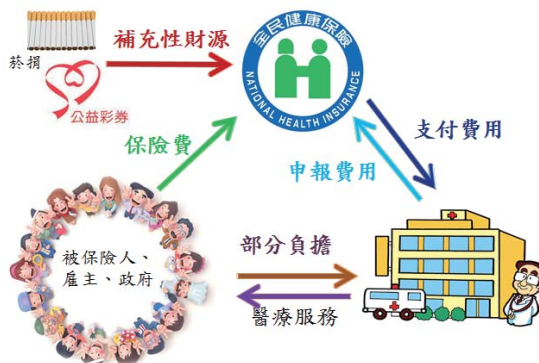 菸捐
公益彩券
補充性財源
全民健康保險
NATIONAL HEALTH INSURANCE
保險費
申報費用
支付費用
被保險人、
雇主、政府
部分負擔
醫療服務